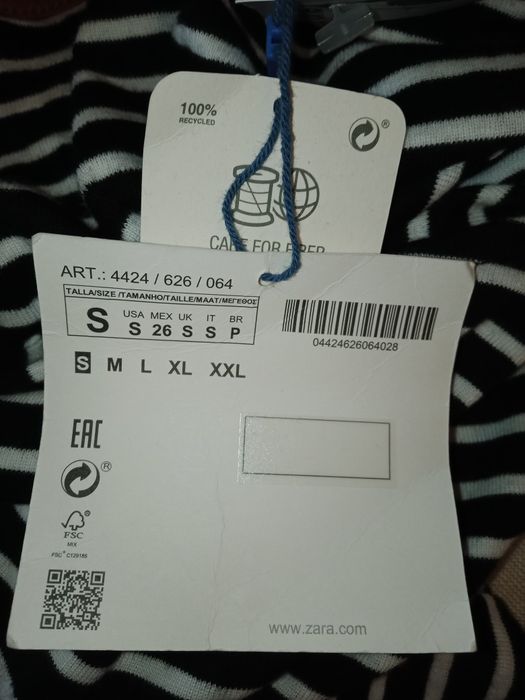 100%
RECYCLED
®
CARE FOR FIBER
ART.: 4424 / 626 / 064
TALLA/SIZE /TAMANHO/TAILLE/MAAT/ΜΕΓΕΘΟΣ
S
USA MEX UK IT BR
S 26 S S P
04424626064028
S M L XL XXL
EAC
®
FSC
MIX
FSC® C129185
www.zara.com